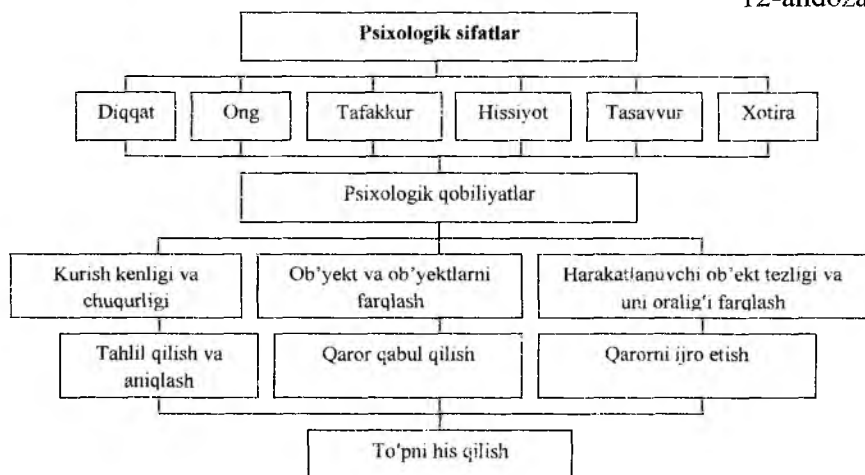 12-andoza
Psixologik sifatlar
Diqqat
Ong
Tafakkur
Hissiyot
Tasavvur
Xotira
Psixologik qobiliyatlar
Kurish kengligi va
chuqurligi
Ob'yekt va ob'yektlarni
farqlash
Harakatlanuvchi ob'ekt tezligi va
uni oralig'i farqlash
Tahlil qilish va
aniqlash
Qaror qabul qilish
Qarorni ijro etish
To'pni his qilish